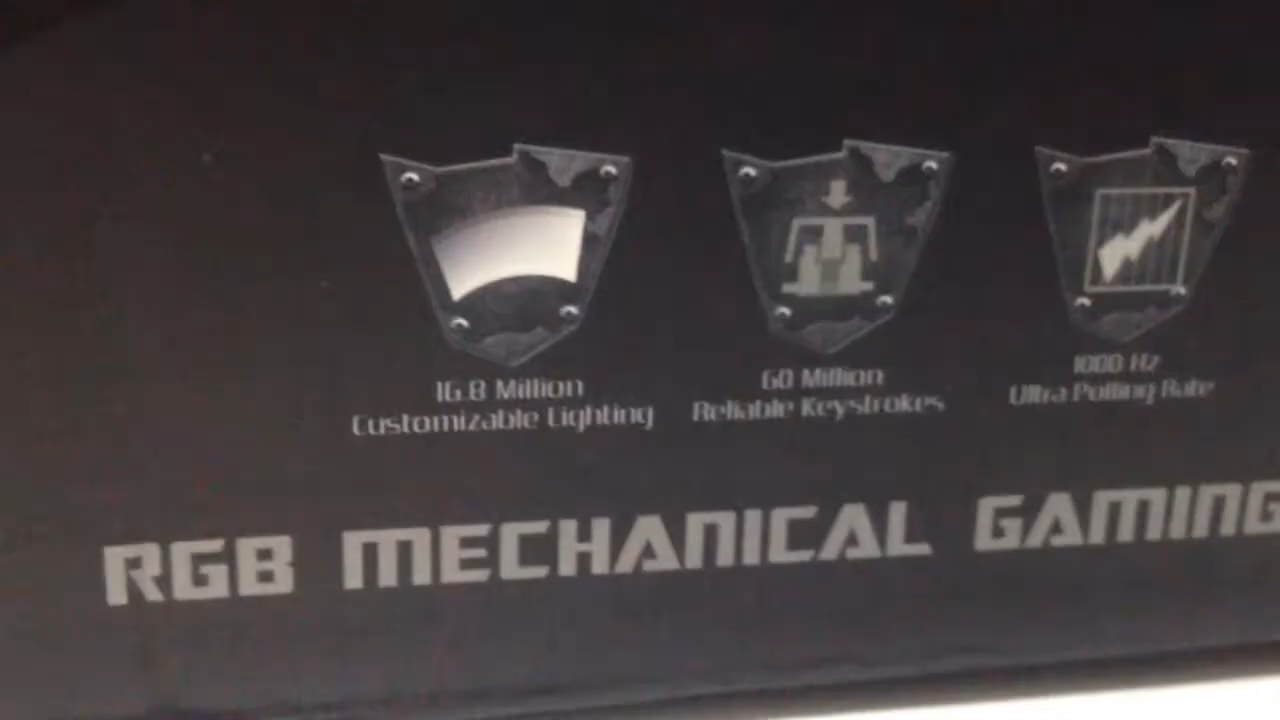 16.8 Million
Customizable Lighting
60 Million
Reliable Keystrokes
1000 Hz
Ultra Polling Rate
RGB MECHANICAL GAMING